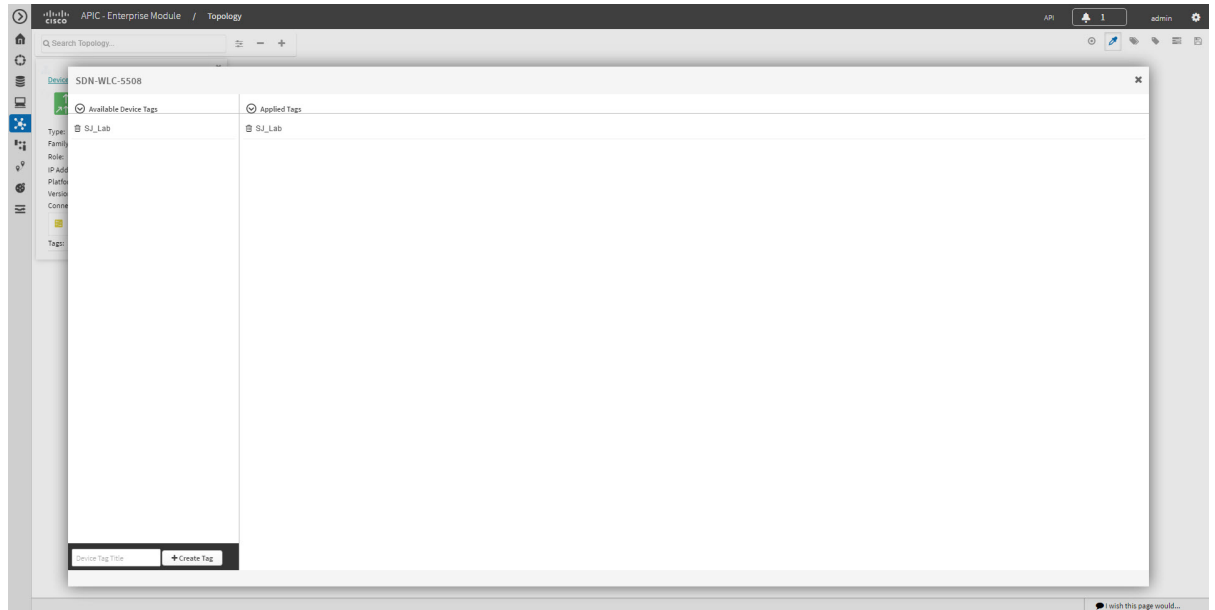 cisco APIC - Enterprise Module / Topology API 1 admin
Search Topology...
Device
SDN-WLC-5508
Available Device Tags Applied Tags
SJ_Lab SJ_Lab
Type:
Family
Role:
IP Add
Platfo
Versio
Conne
Tags:
Device Tag Title + Create Tag
I wish this page would...